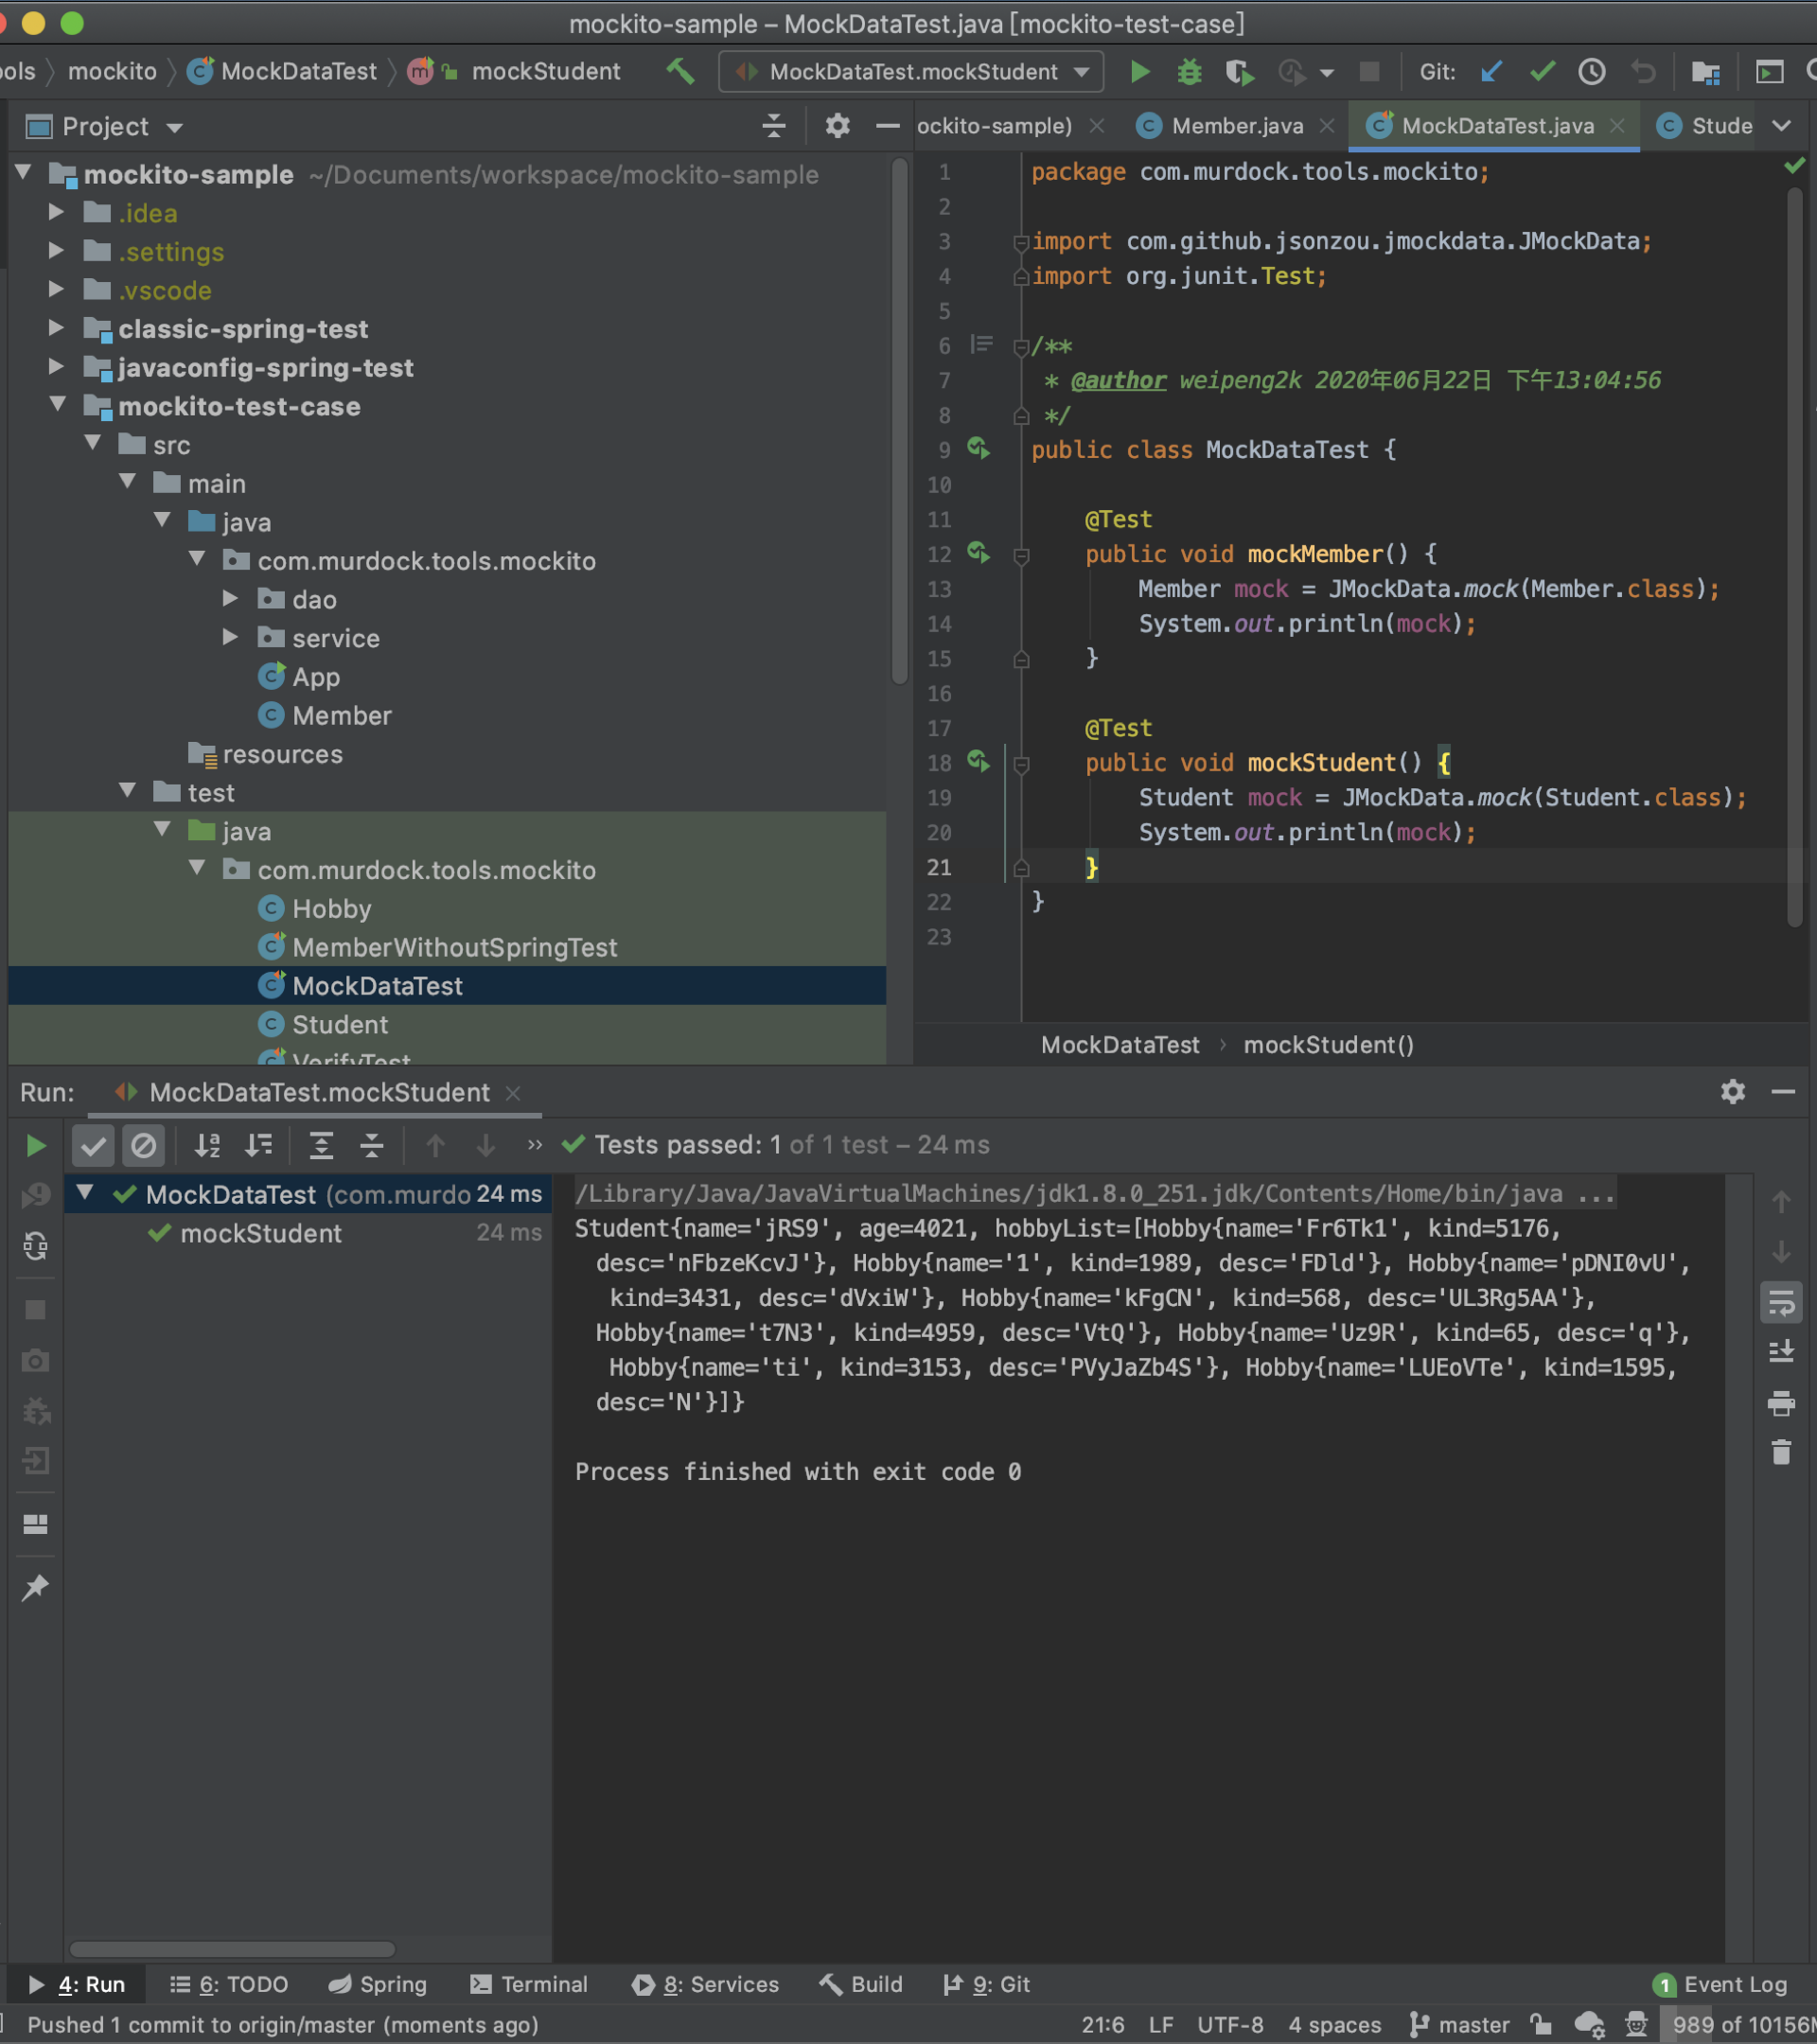 mockito-sample – MockDataTest.java [mockito-test-case]
ools mockito MockDataTest mockStudent MockDataTest.mockStudent Git:
Project
ockito-sample) Member.java MockDataTest.java Stude
mockito-sample ~/Documents/workspace/mockito-sample
.idea
.settings
.vscode
classic-spring-test
javaconfig-spring-test
mockito-test-case
src
main
java
com.murdock.tools.mockito
dao
service
App
Member
resources
test
java
com.murdock.tools.mockito
Hobby
MemberWithoutSpringTest
MockDataTest
Student
VerifyTest
1 package com.murdock.tools.mockito;
2
3 import com.github.jsonzou.jmockdata.JMockData;
4 import org.junit.Test;
5
6 /**
7 * @author weipeng2k 2020年06月22日 下午13:04:56
8 */
9 public class MockDataTest {
10
11 @Test
12 public void mockMember() {
13 Member mock = JMockData.mock(Member.class);
14 System.out.println(mock);
15 }
16
17 @Test
18 public void mockStudent() {
19 Student mock = JMockData.mock(Student.class);
20 System.out.println(mock);
21 }
22 }
23
MockDataTest › mockStudent()
Run: MockDataTest.mockStudent
Tests passed: 1 of 1 test – 24 ms
MockDataTest (com.murdo 24 ms
mockStudent 24 ms
/Library/Java/JavaVirtualMachines/jdk1.8.0_251.jdk/Contents/Home/bin/java ...
Student{name='jRS9', age=4021, hobbyList=[Hobby{name='Fr6Tk1', kind=5176,
desc='nFbzeKcvJ'}, Hobby{name='1', kind=1989, desc='FDld'}, Hobby{name='pDNI0vU',
kind=3431, desc='dVxiW'}, Hobby{name='kFgCN', kind=568, desc='UL3Rg5AA'},
Hobby{name='t7N3', kind=4959, desc='VtQ'}, Hobby{name='Uz9R', kind=65, desc='q'},
Hobby{name='ti', kind=3153, desc='PVyJaZb4S'}, Hobby{name='LUEoVTe', kind=1595,
desc='N'}]}
Process finished with exit code 0
4: Run 6: TODO Spring Terminal 8: Services Build 9: Git 1 Event Log
Pushed 1 commit to origin/master (moments ago) 21:6 LF UTF-8 4 spaces master 989 of 10156M